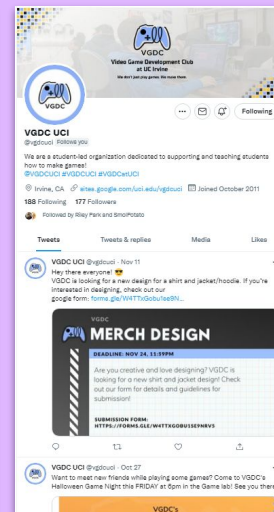 VGDC
Video Game Development Club
at UC Irvine
We don't just play games. We make them
VGDC
Following
VGDC UCI
@vgdcuci Follows you
We are a student-led organization dedicated to supporting and teaching students
how to make games!
@VGDCUCI #VGDCUCI #VGDCatUCI
Irvine, CA sites.google.com/uci.edu/vgdcuci Joined October 2011
188 Following 177 Followers
Followed by Riley Park and SmolPotato
Tweets Tweets & replies Media Likes
VGDC UCI @vgdcuci · Nov 11
Hey there everyone! 😎
VGDC is looking for a new design for a shirt and jacket/hoodie. If you're
interested in designing, check out our
google form: forms.gle/W4TTxGobu1se9N...
VGDC
MERCH DESIGN
DEADLINE: NOV 24, 11:59PM
Are you creative and love designing? VGDC is
looking for a new shirt and jacket design! Check
out our form for details and guidelines for
submission!
SUBMISSION FORM:
HTTPS://FORMS.GLE/W4TTXGOBU1SE9NRV5
VGDC UCI @vgdcuci · Oct 27
Want to meet new friends while playing some games? Come to VGDC's
Halloween Game Night this FRIDAY at 6pm in the Game lab! See you there
VGDC's